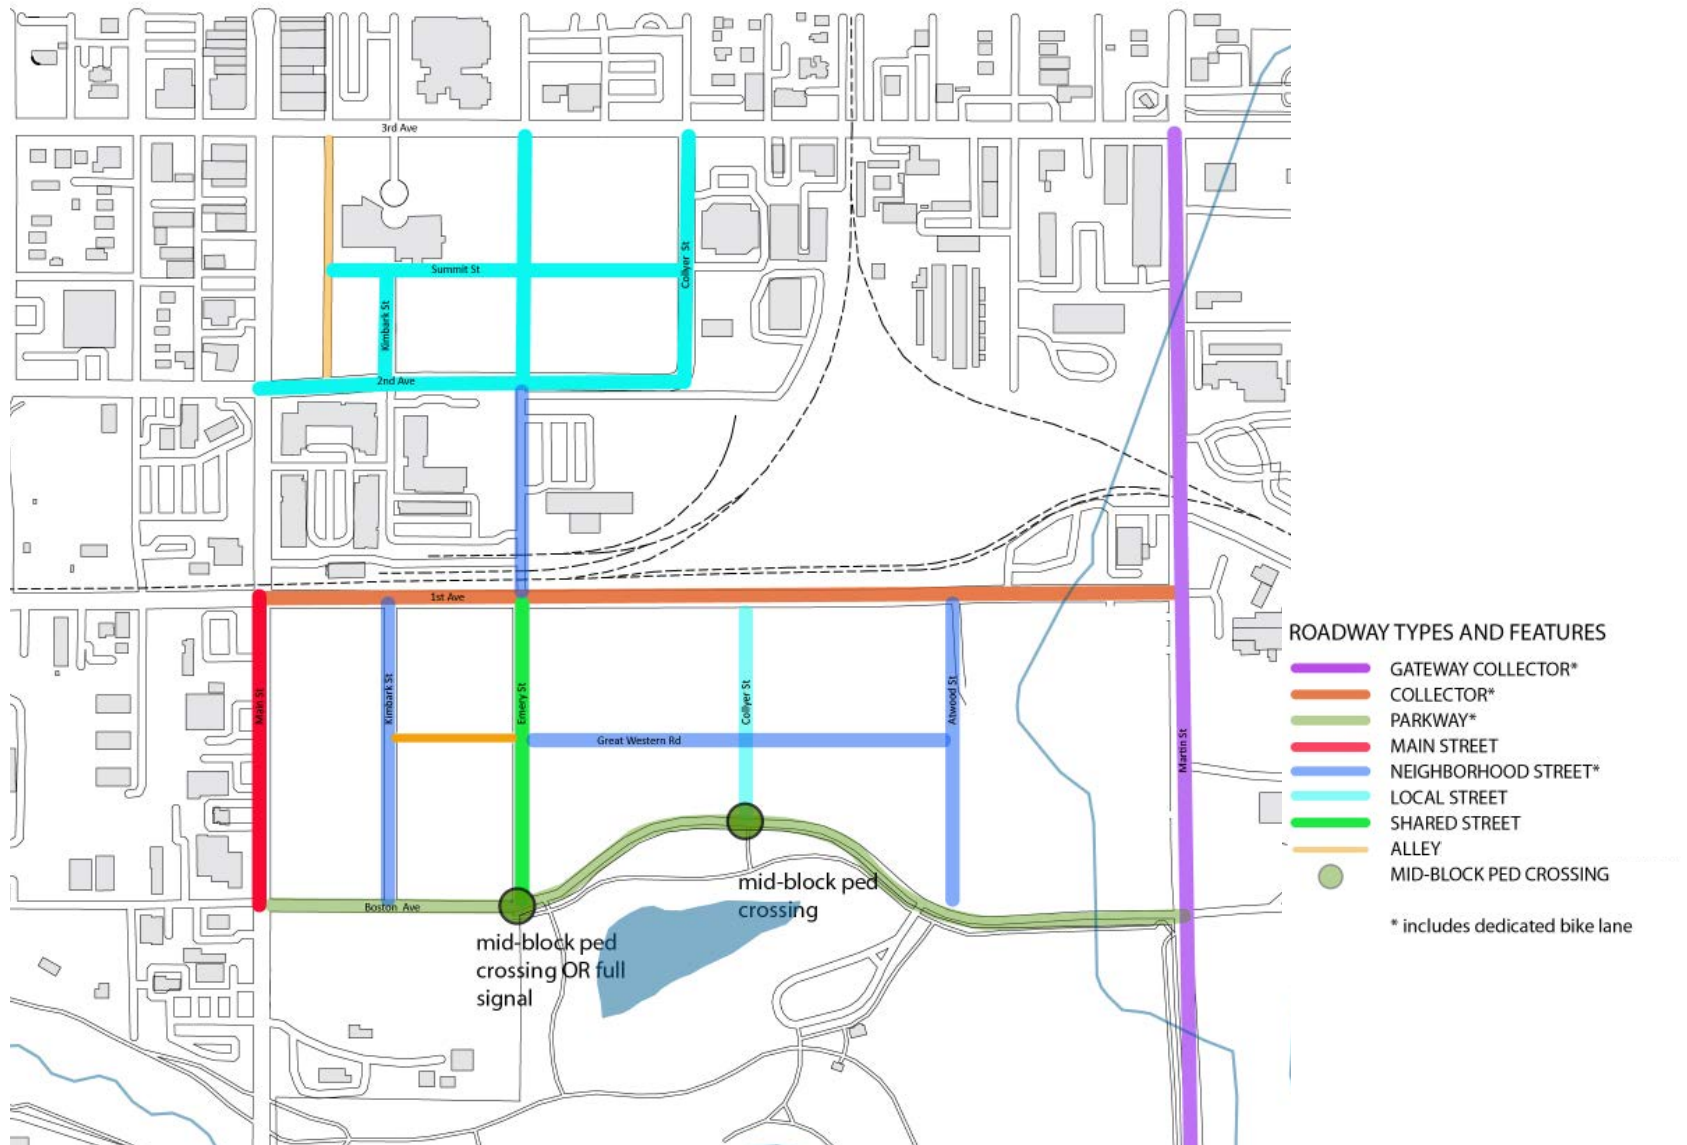 3rd Ave
Collyer St
Summit St
Kimbark St
2nd Ave
1st Ave
Main St
Kimbark St
Emery St
Collyer St
Atwood St
Martin St
Great Western Rd
Boston Ave
mid-block ped
crossing
mid-block ped
crossing OR full
signal
ROADWAY TYPES AND FEATURES
GATEWAY COLLECTOR*
COLLECTOR*
PARKWAY*
MAIN STREET
NEIGHBORHOOD STREET*
LOCAL STREET
SHARED STREET
ALLEY
MID-BLOCK PED CROSSING
* includes dedicated bike lane